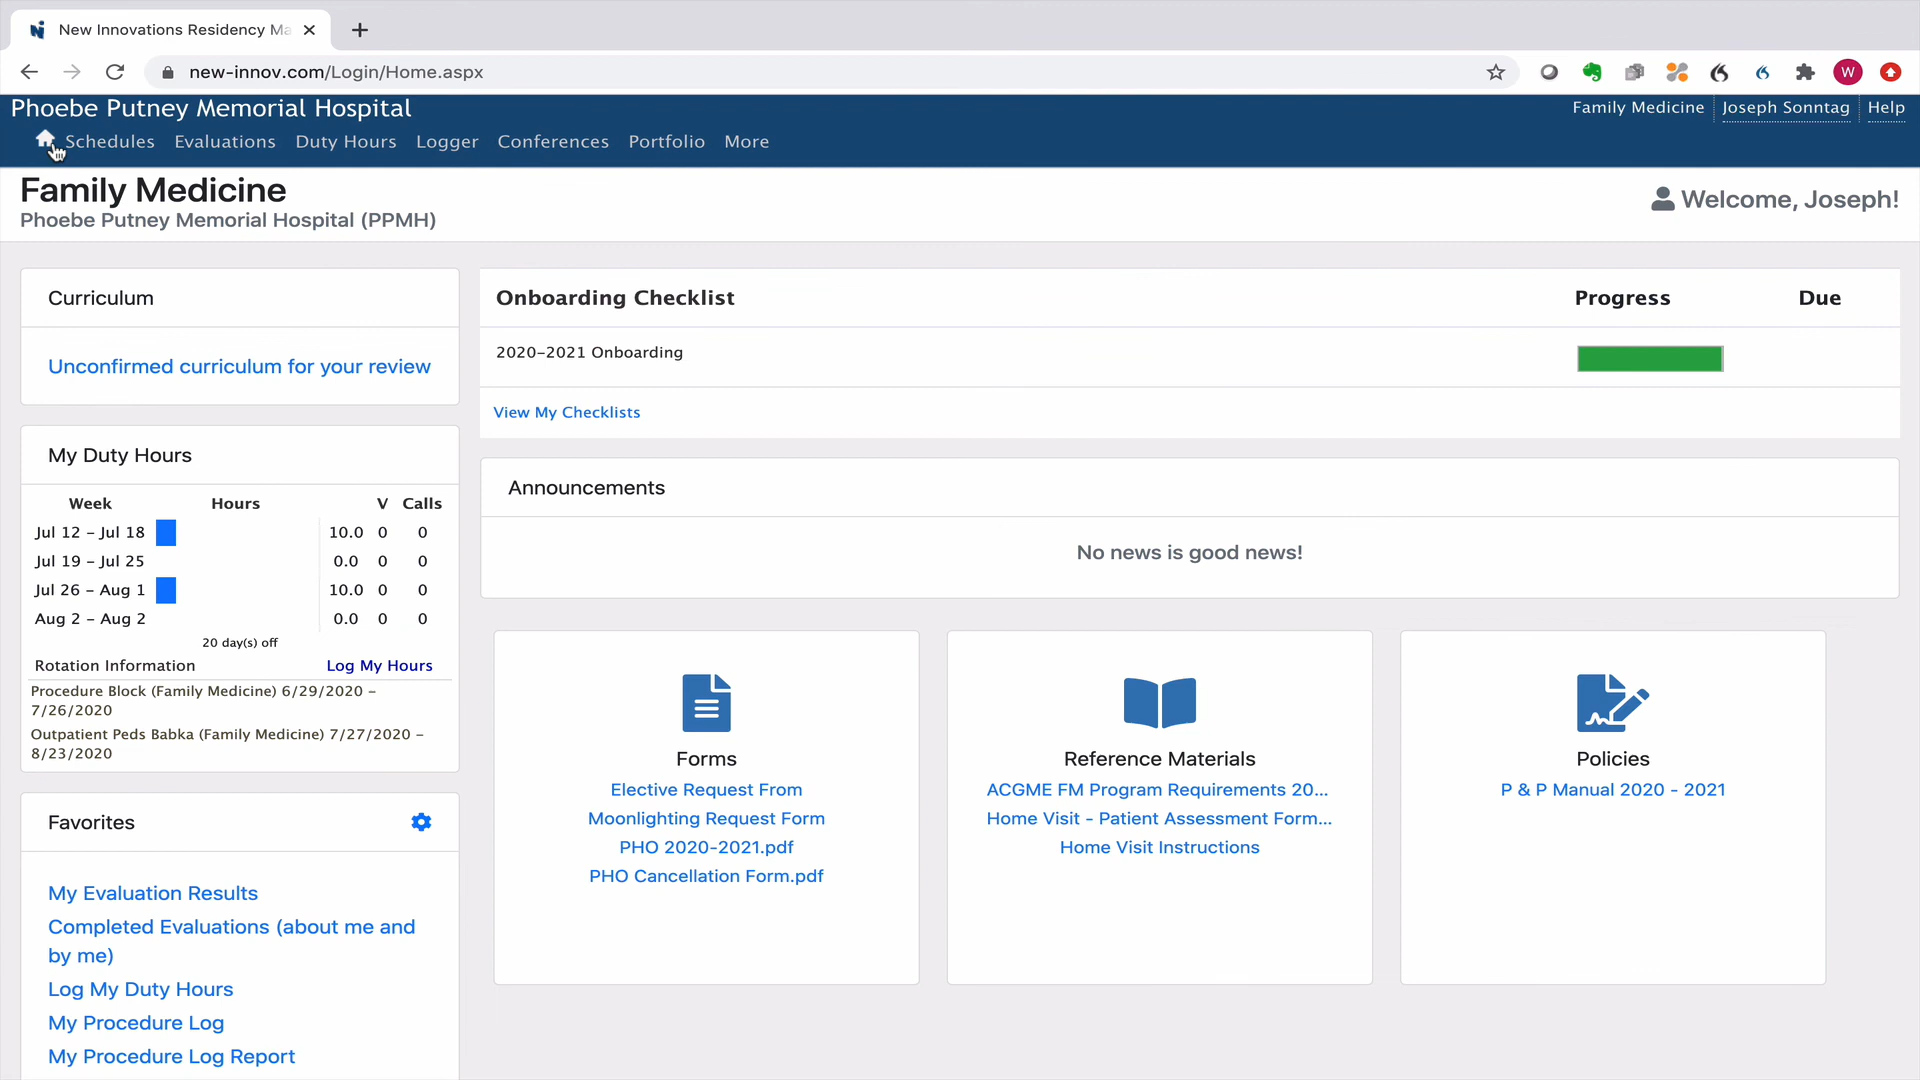 New Innovations Residency Ma
new-innov.com/Login/Home.aspx
W
Phoebe Putney Memorial Hospital
Family Medicine
Joseph Sonntag
Help
Schedules
Evaluations
Duty Hours
Logger
Conferences
Portfolio
More
Family Medicine
Phoebe Putney Memorial Hospital (PPMH)
Welcome, Joseph!
Curriculum
Unconfirmed curriculum for your review
My Duty Hours
Week Hours V Calls
Jul 12 – Jul 18 10.0 0 0
Jul 19 – Jul 25 0.0 0 0
Jul 26 – Aug 1 10.0 0 0
Aug 2 – Aug 2 0.0 0 0
20 day(s) off
Rotation Information Log My Hours
Procedure Block (Family Medicine) 6/29/2020 –
7/26/2020
Outpatient Peds Babka (Family Medicine) 7/27/2020 –
8/23/2020
Favorites
My Evaluation Results
Completed Evaluations (about me and
by me)
Log My Duty Hours
My Procedure Log
My Procedure Log Report
Onboarding Checklist Progress Due
2020–2021 Onboarding
View My Checklists
Announcements
No news is good news!
Forms
Elective Request From
Moonlighting Request Form
PHO 2020-2021.pdf
PHO Cancellation Form.pdf
Reference Materials
ACGME FM Program Requirements 20...
Home Visit - Patient Assessment Form...
Home Visit Instructions
Policies
P & P Manual 2020 - 2021